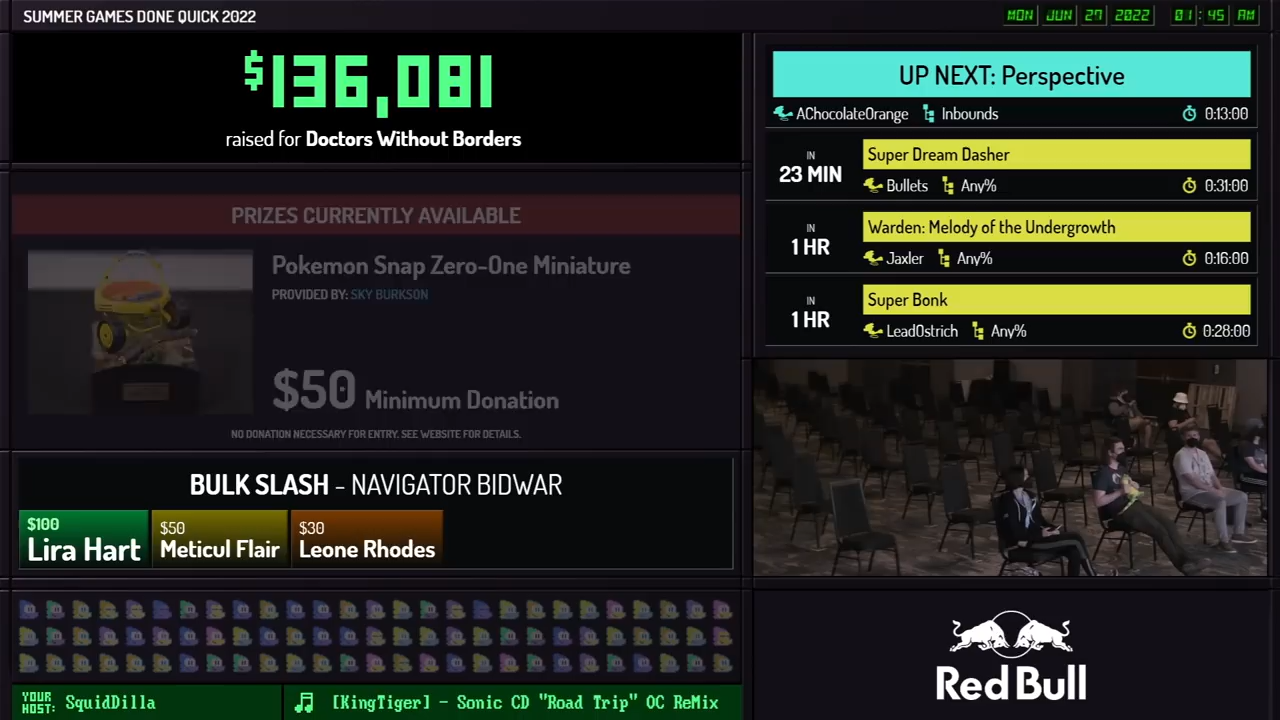 SUMMER GAMES DONE QUICK 2022
MON JUN 27 2022 01:45 AM
$136,081
raised for Doctors Without Borders
PRIZES CURRENTLY AVAILABLE
Pokemon Snap Zero-One Miniature
PROVIDED BY: SKY BURKSON
$50 Minimum Donation
NO DONATION NECESSARY FOR ENTRY. SEE WEBSITE FOR DETAILS.
BULK SLASH - NAVIGATOR BIDWAR
$100
Lira Hart
$50
Meticul Flair
$30
Leone Rhodes
YOUR HOST: SquidDilla
[KingTiger] - Sonic CD "Road Trip" OC ReMix
UP NEXT: Perspective
AChocolateOrange Inbounds 0:13:00
IN 23 MIN
Super Dream Dasher
Bullets Any% 0:31:00
IN 1 HR
Warden: Melody of the Undergrowth
Jaxler Any% 0:16:00
IN 1 HR
Super Bonk
LeadOstrich Any% 0:28:00
Red Bull